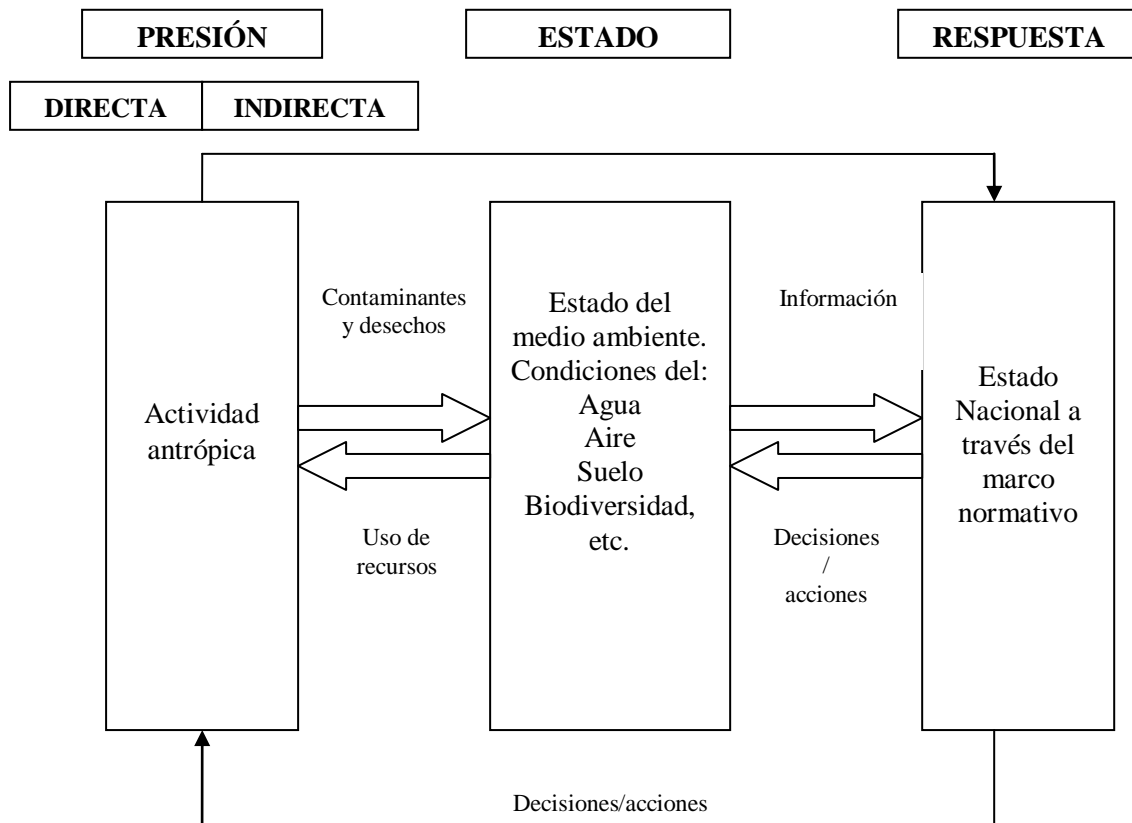 PRESIÓN
ESTADO
RESPUESTA
DIRECTA
INDIRECTA
Actividad
antrópica
Contaminantes
y desechos
Uso de
recursos
Estado del
medio ambiente.
Condiciones del:
Agua
Aire
Suelo
Biodiversidad,
etc.
Información
Decisiones
/
acciones
Estado
Nacional a
través del
marco
normativo
Decisiones/acciones